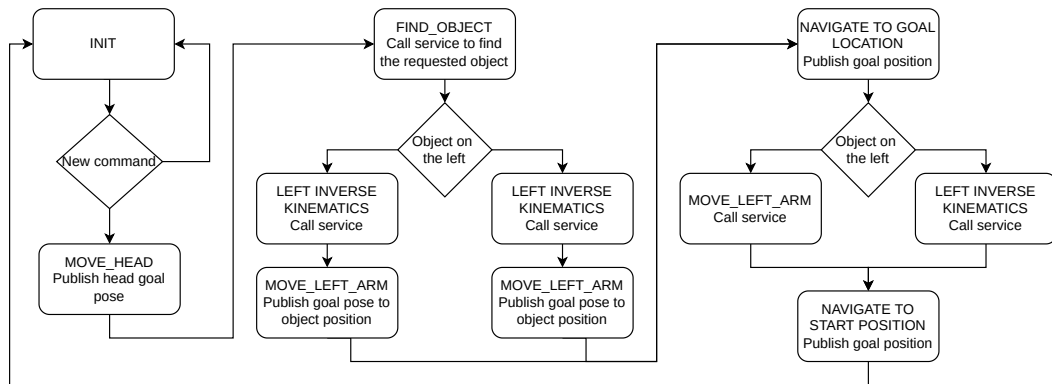 INIT
New command
MOVE_HEAD
Publish head goal
pose
FIND_OBJECT
Call service to find
the requested object
Object on
the left
LEFT INVERSE
KINEMATICS
Call service
LEFT INVERSE
KINEMATICS
Call service
MOVE_LEFT_ARM
Publish goal pose to
object position
MOVE_LEFT_ARM
Publish goal pose to
object position
NAVIGATE TO GOAL
LOCATION
Publish goal position
Object on
the left
MOVE_LEFT_ARM
Call service
LEFT INVERSE
KINEMATICS
Call service
NAVIGATE TO
START POSITION
Publish goal position